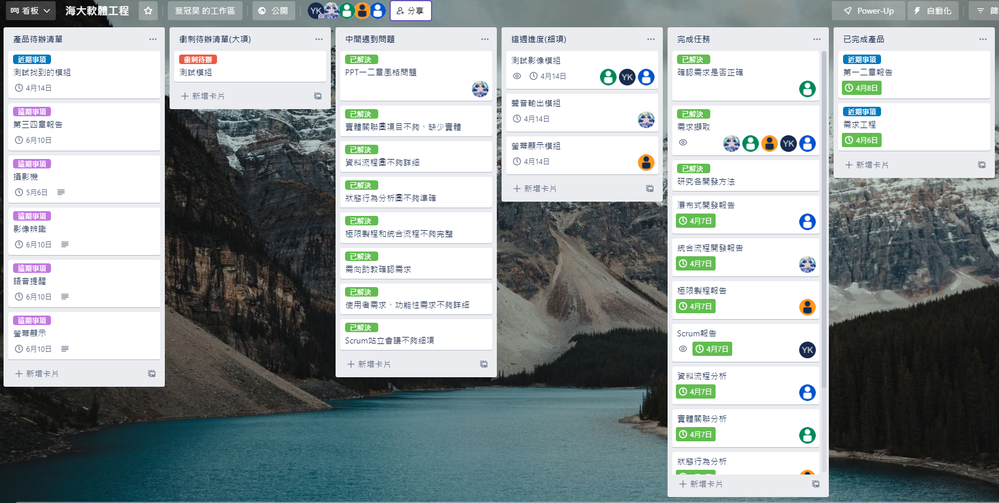 看板
海大軟體工程
葉冠昊 的工作區
公開
YK
分享
Power-Up
自動化
篩
產品待辦清單
近期事項
測試找到的模組
4月14日
遠期事項
第三四章報告
6月10日
遠期事項
攝影機
5月6日
遠期事項
影像辨識
6月10日
遠期事項
語音提醒
6月10日
遠期事項
螢幕顯示
6月10日
新增卡片
衝刺待辦清單(大項)
衝刺待辦
測試模組
新增卡片
中間遇到問題
已解決
PPT一二章風格問題
已解決
實體關聯圖項目不夠、缺少實體
已解決
資料流程圖不夠詳細
已解決
狀態行為分析圖不夠準確
已解決
極限製程和統合流程不夠完整
已解決
需向助教確認需求
已解決
使用者需求、功能性需求不夠詳細
已解決
Scrum站立會議不夠細項
新增卡片
這週進度(細項)
測試影像模組
4月14日
YK
聲音輸出模組
4月14日
螢幕顯示模組
4月14日
新增卡片
完成任務
已解決
確認需求是否正確
已解決
需求擷取
YK
已解決
研究各開發方法
瀑布式開發報告
4月7日
統合流程開發報告
4月7日
極限製程報告
4月7日
Scrum報告
4月7日
YK
資料流程分析
4月7日
實體關聯分析
4月7日
狀態行為分析
新增卡片
已完成產品
近期事項
第一二章報告
4月8日
近期事項
需求工程
4月6日
新增卡片